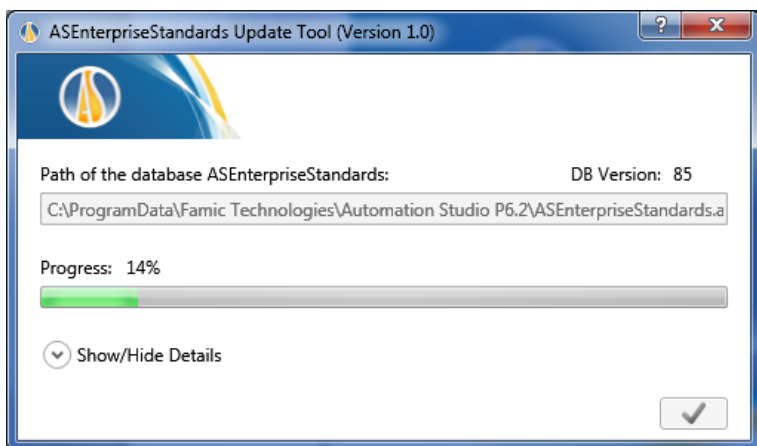 ASEnterpriseStandards Update Tool (Version 1.0)
?
Path of the database ASEnterpriseStandards: DB Version: 85
C:\ProgramData\Famic Technologies\Automation Studio P6.2\ASEnterpriseStandards.a
Progress: 14%
Show/Hide Details